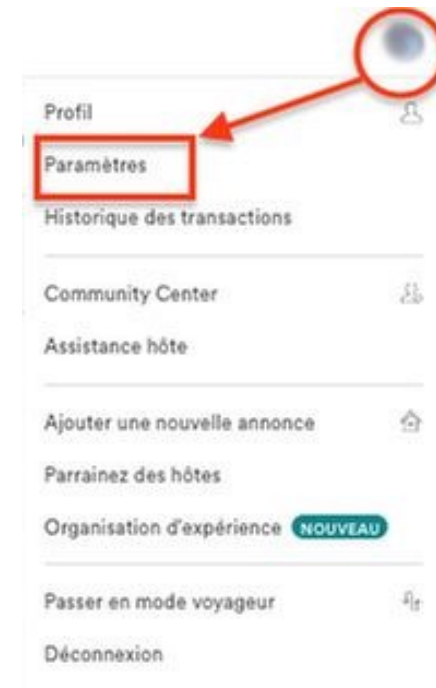 Profil
Paramètres
Historique des transactions
Community Center
Assistance hôte
Ajouter une nouvelle annonce
Parrainez des hôtes
Organisation d'expérience NOUVEAU
Passer en mode voyageur
Déconnexion